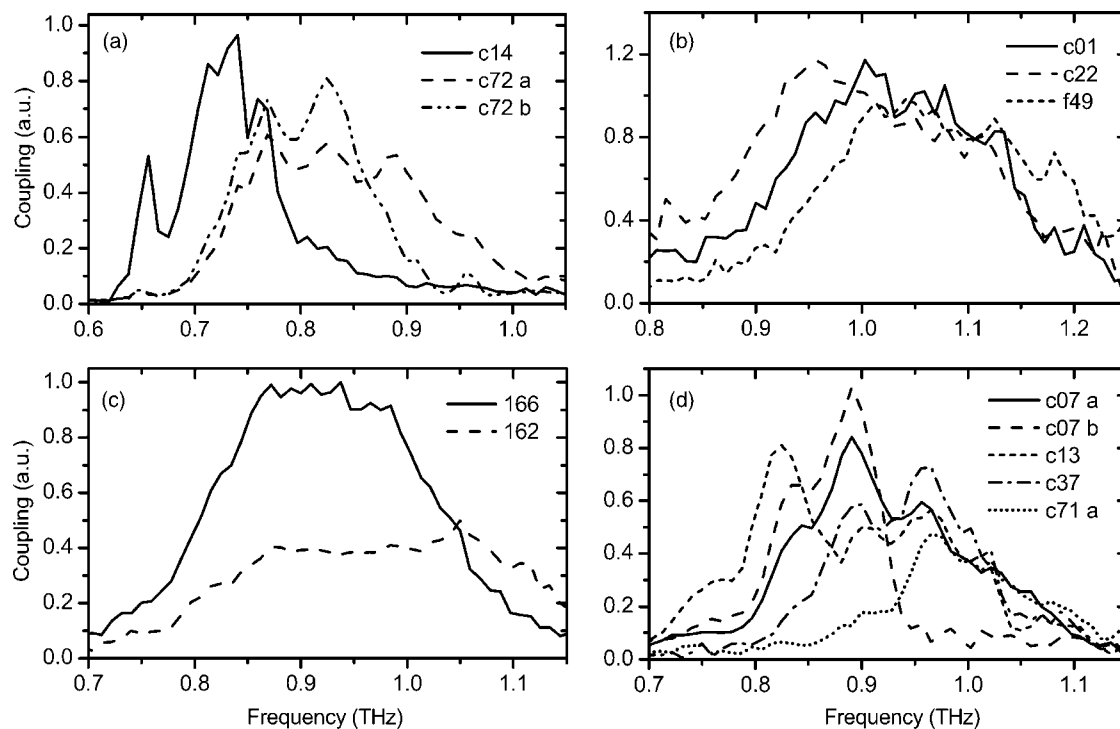 (a)
c14
c72 a
c72 b
Coupling (a.u.)
1.0
0.8
0.6
0.4
0.2
0.0
0.6 0.7 0.8 0.9 1.0
(b)
c01
c22
f49
1.2
0.8
0.4
0.0
0.8 0.9 1.0 1.1 1.2
(c)
166
162
Coupling (a.u.)
1.0
0.8
0.6
0.4
0.2
0.0
0.7 0.8 0.9 1.0 1.1
Frequency (THz)
(d)
c07 a
c07 b
c13
c37
c71 a
1.0
0.8
0.6
0.4
0.2
0.0
0.7 0.8 0.9 1.0 1.1
Frequency (THz)